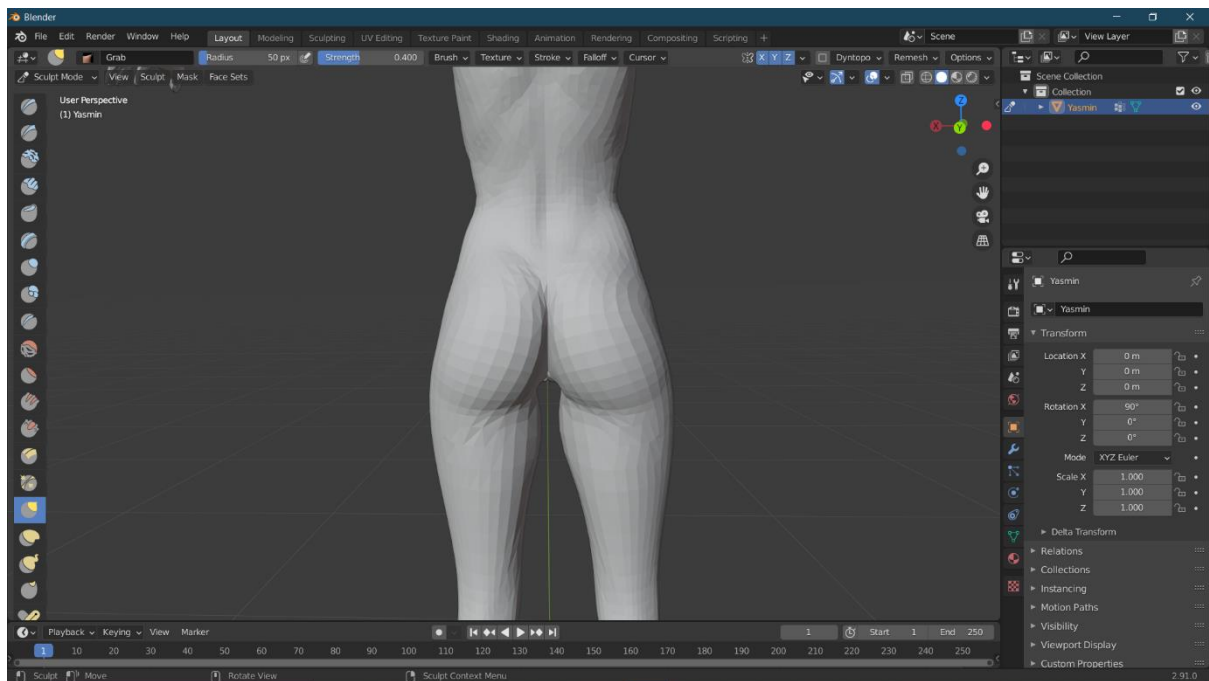 Blender
File Edit Render Window Help Layout Modeling Sculpting UV Editing Texture Paint Shading Animation Rendering Compositing Scripting + Scene View Layer
Grab Radius 50 px Strength 0.400 Brush Texture Stroke Falloff Cursor X Y Z Dyntopo Remesh Options
Sculpt Mode View Sculpt Mask Face Sets
User Perspective
(1) Yasmin
Z
X Y
Scene Collection
Collection
Yasmin
Yasmin
Yasmin
Transform
Location X 0 m
Y 0 m
Z 0 m
Rotation X 90°
Y 0°
Z 0°
Mode XYZ Euler
Scale X 1.000
Y 1.000
Z 1.000
Delta Transform
Relations
Collections
Instancing
Motion Paths
Visibility
Viewport Display
Custom Properties
Playback Keying View Marker 1 Start 1 End 250
1 10 20 30 40 50 60 70 80 90 100 110 120 130 140 150 160 170 180 190 200 210 220 230 240 250
Sculpt Move Rotate View Sculpt Context Menu 2.91.0